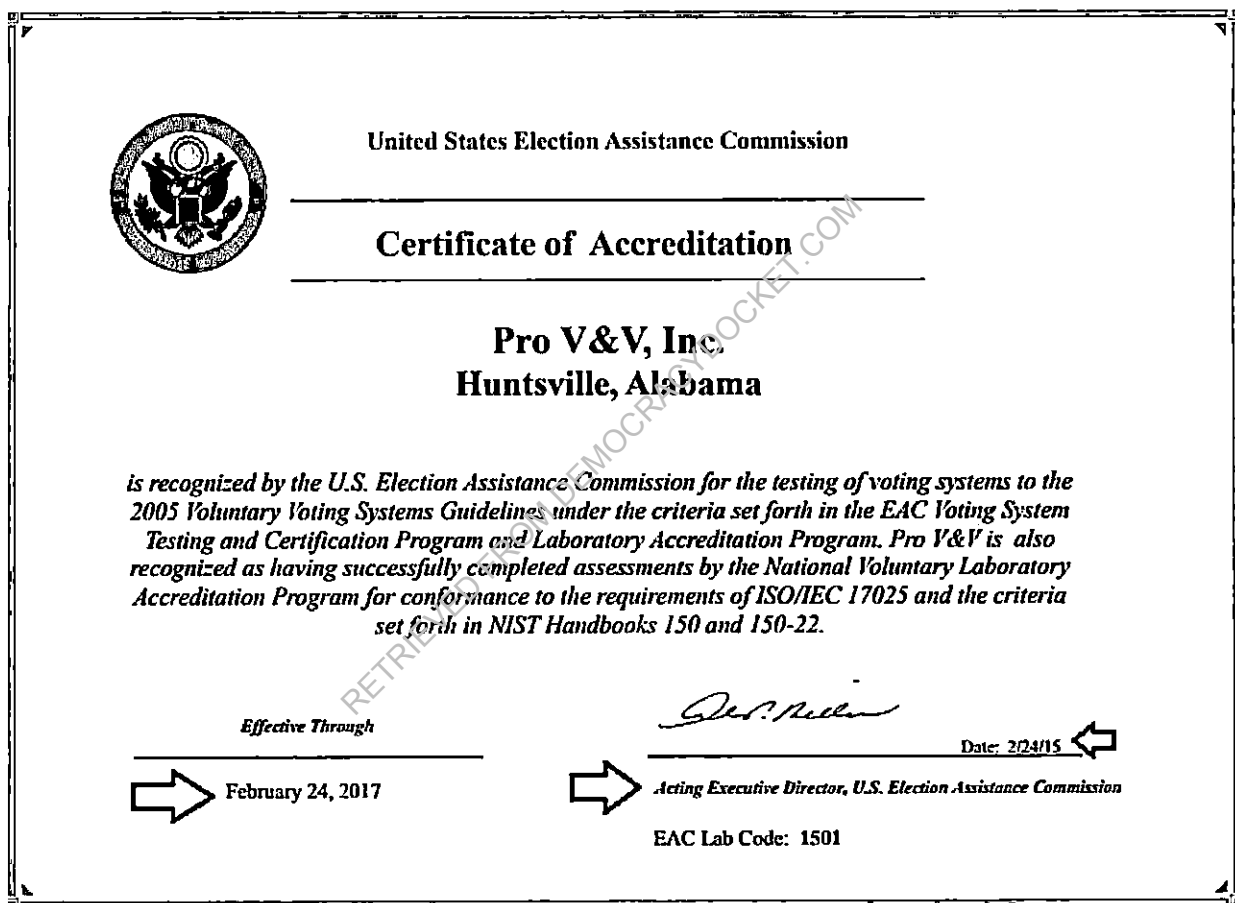 United States Election Assistance Commission
Certificate of Accreditation
Pro V&V, Inc.
Huntsville, Alabama
is recognized by the U.S. Election Assistance Commission for the testing of voting systems to the
2005 Voluntary Voting Systems Guidelines under the criteria set forth in the EAC Voting System
Testing and Certification Program and Laboratory Accreditation Program. Pro V&V is also
recognized as having successfully completed assessments by the National Voluntary Laboratory
Accreditation Program for conformance to the requirements of ISO/IEC 17025 and the criteria
set forth in NIST Handbooks 150 and 150-22.
RETRIEVED FROM DEMOCRACYDOCKET.COM
Effective Through
February 24, 2017
Date: 2/24/15
Acting Executive Director, U.S. Election Assistance Commission
EAC Lab Code: 1501